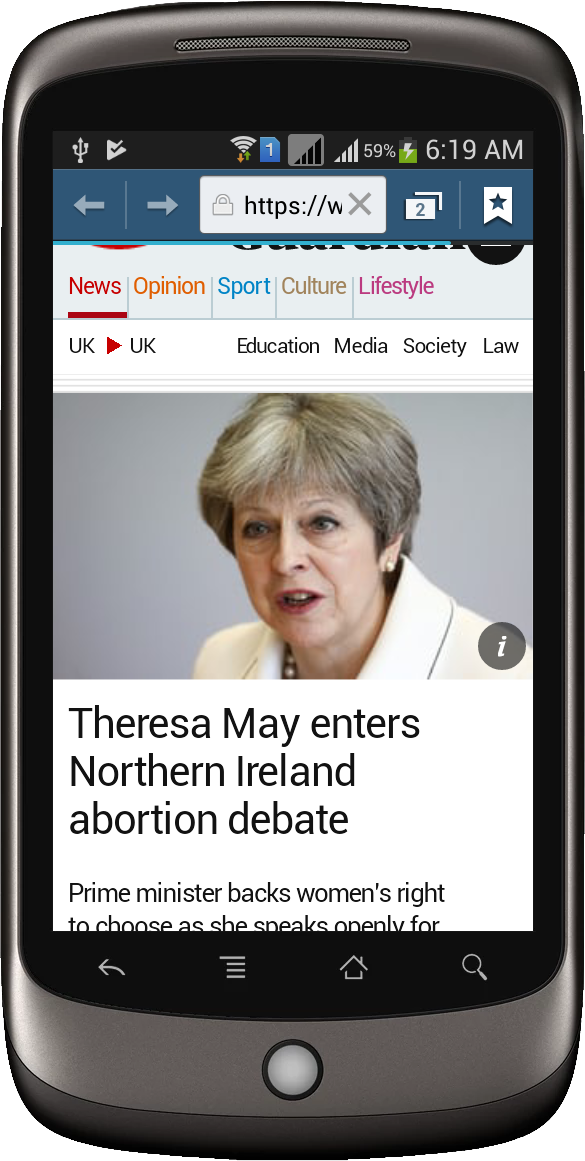 1 59% 6:19 AM
https://w 2
Guardian
News Opinion Sport Culture Lifestyle
UK UK Education Media Society Law
i
Theresa May enters
Northern Ireland
abortion debate
Prime minister backs women's right
to choose as she speaks openly for